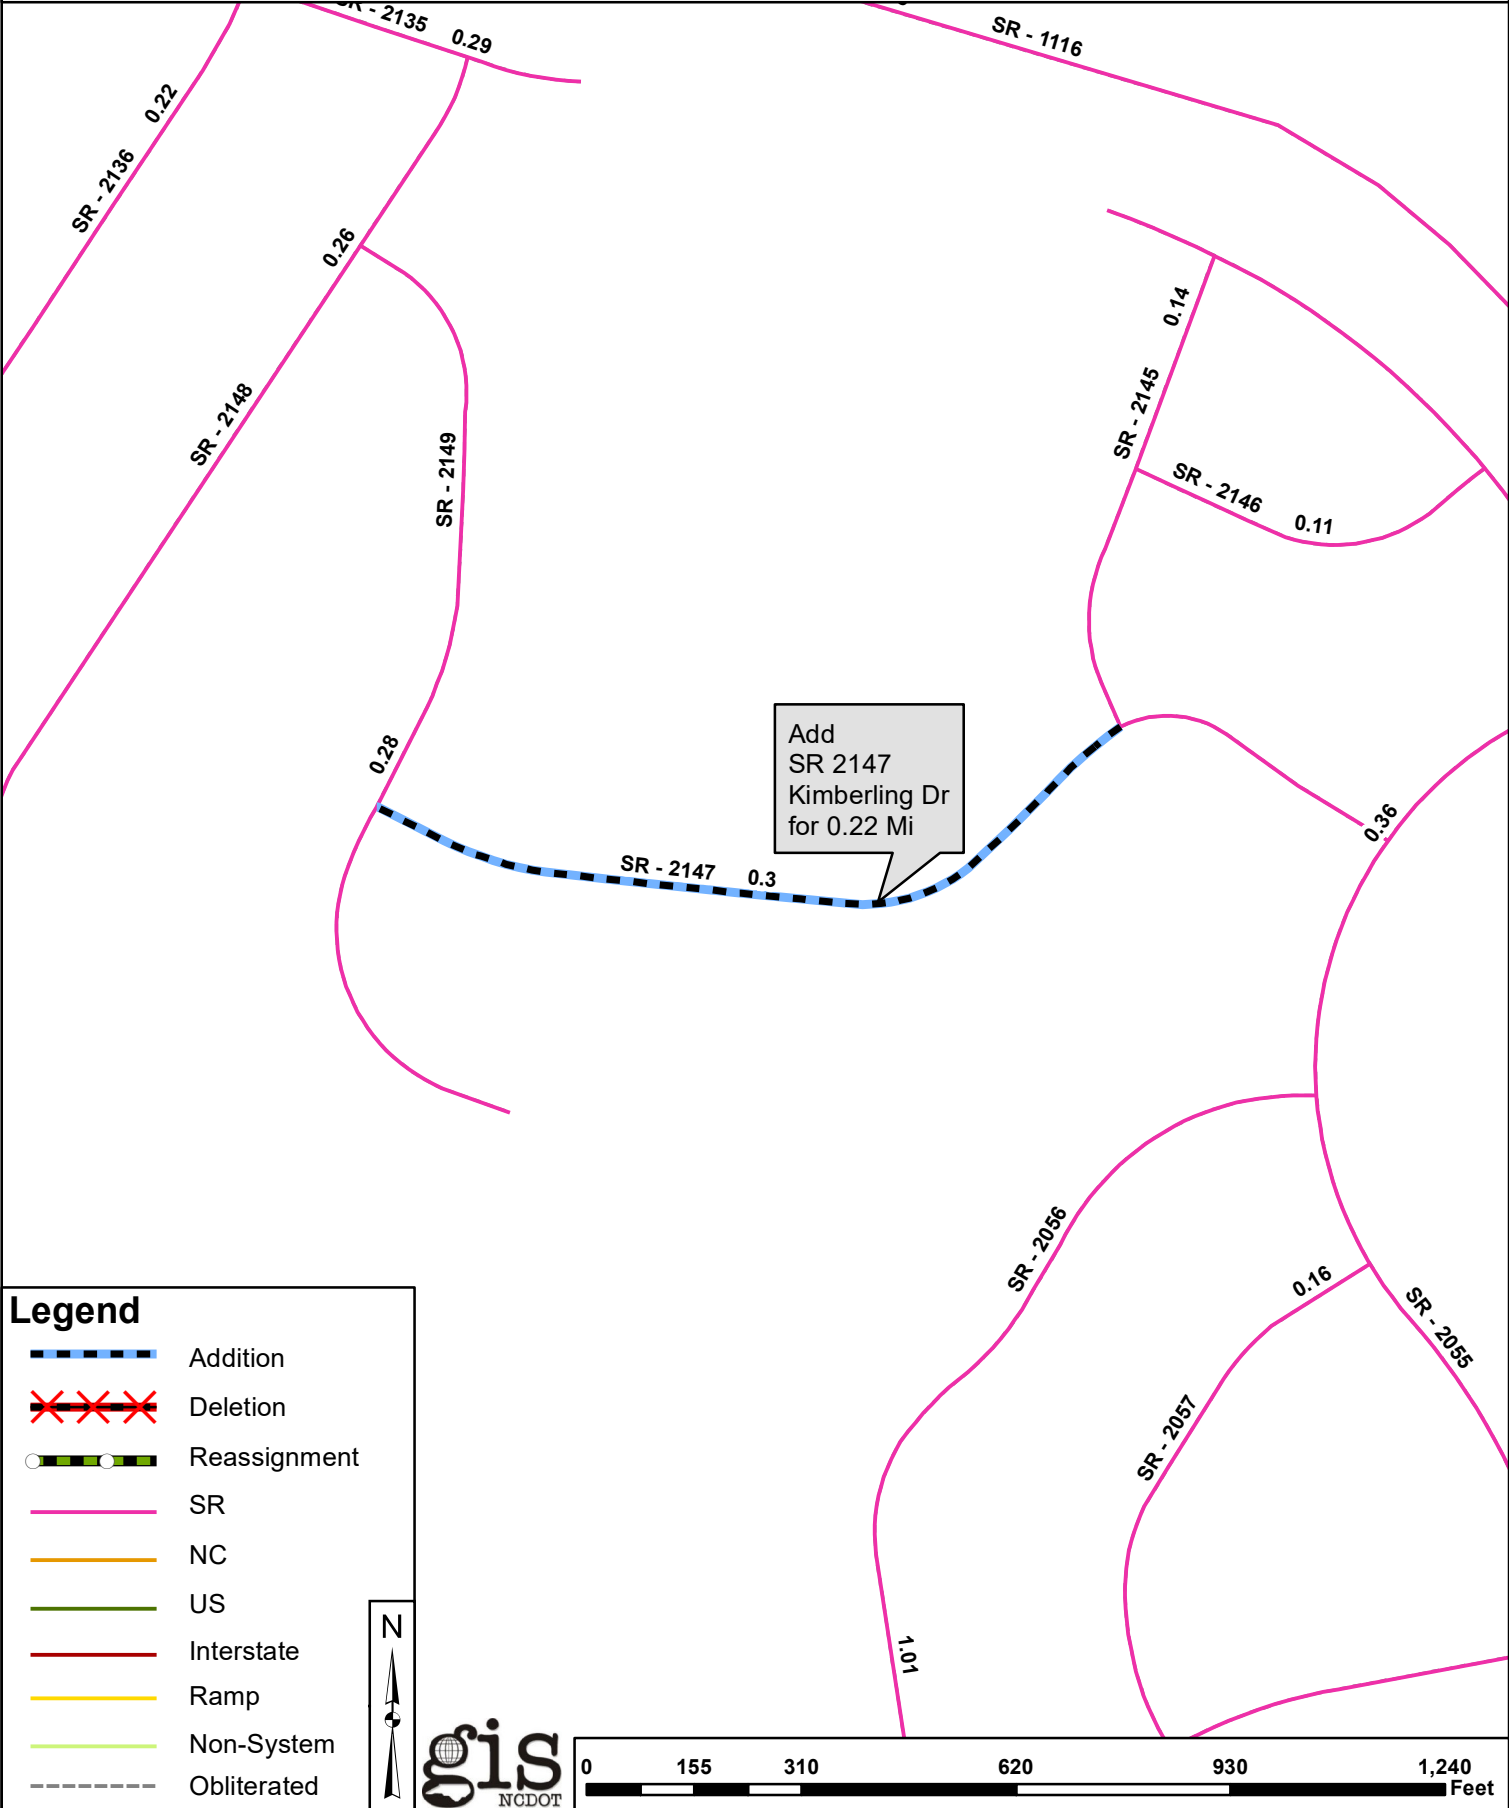 SR - 2135
0.29
SR - 1116
0.22
SR - 2136
0.26
SR - 2148
SR - 2149
0.14
SR - 2145
SR - 2146
0.11
0.28
Add
SR 2147
Kimberling Dr
for 0.22 Mi
0.36
SR - 2147
0.3
SR - 2056
0.16
SR - 2055
SR - 2057
1.01
Legend
Addition
Deletion
Reassignment
SR
NC
US
Interstate
Ramp
Non-System
Obliterated
N
gis
NCDOT
0 155 310 620 930 1,240
Feet